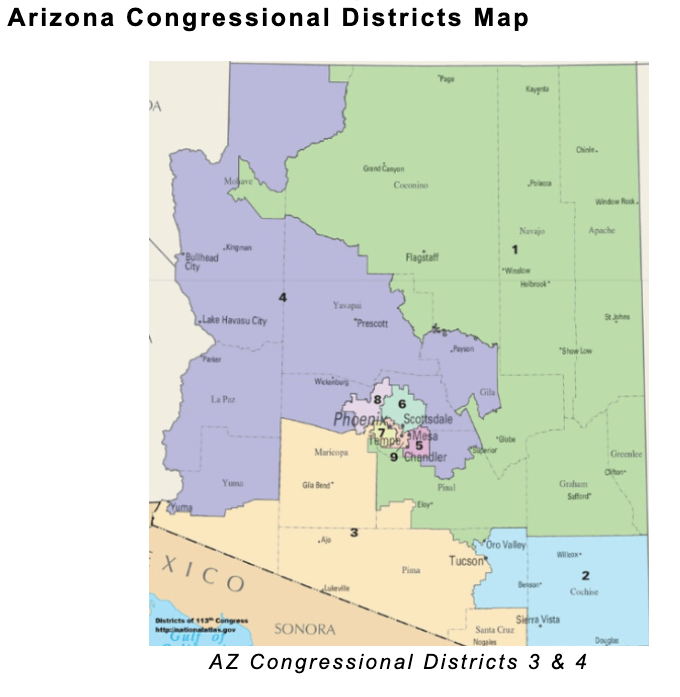 Arizona Congressional Districts Map
Page
Kayenta
DA
Chinle
Grand Canyon
Mohave
Coconino
Polacca
Window Rock
Navajo
Apache
1
Kingman
Bullhead
City
Flagstaff
Winslow
Holbrook
4
Yavapai
Lake Havasu City
Prescott
St.Johns
Payson
Show Low
Parker
Wickenburg
Gila
La Paz
8
6
Phoenix
Scottsdale
7
Mesa
Tempe
5
Globe
Superior
Maricopa
9
Chandler
Greenlee
Clifton
Yuma
Gila Bend
Pinal
Graham
Safford
Eloy
Yuma
3
Ajo
Oro Valley
Tucson
Willcox
EXICO
Pima
2
Benson
Cochise
Lukeville
Districts of 113th Congress
http://nationalatlas.gov
Gulf of
SONORA
Sierra Vista
Santa Cruz
Nogales
Douglas
AZ Congressional Districts 3 & 4